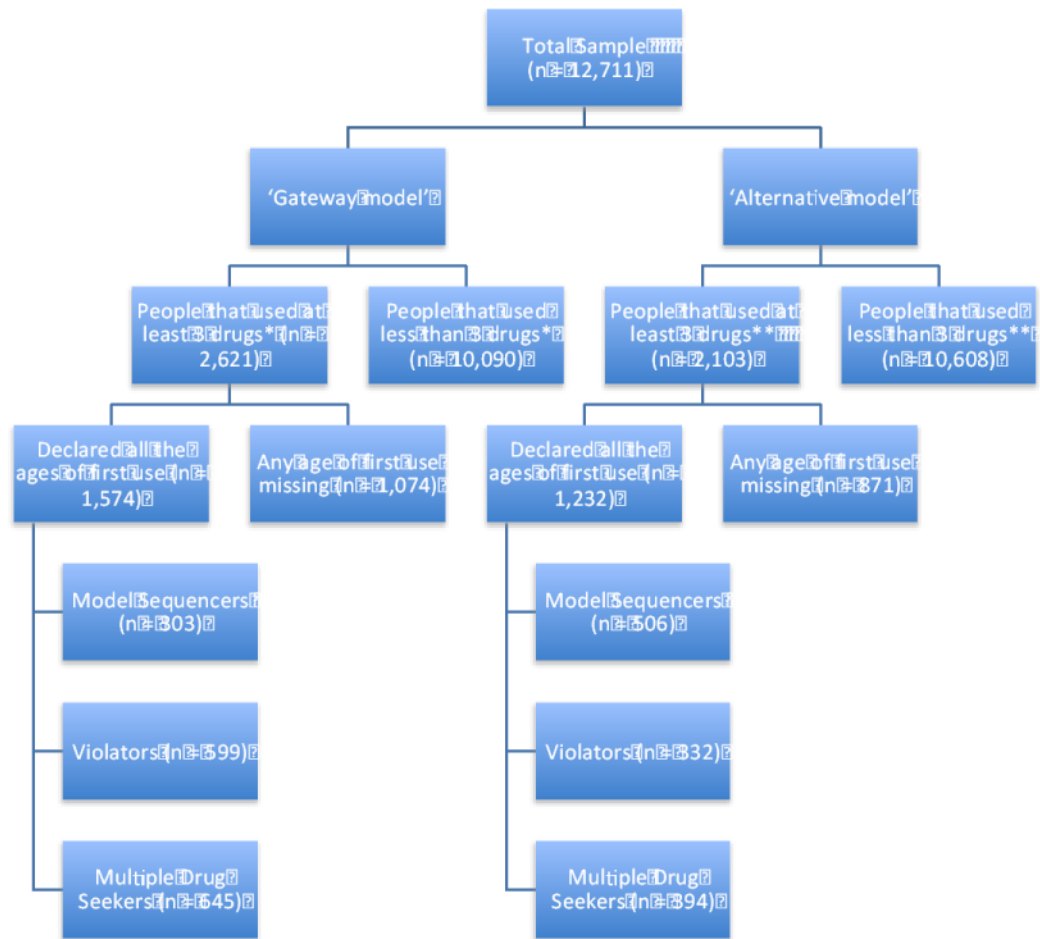 Total Sample
(n = 12,711)
‘Gateway model’
‘Alternative model’
People that used at
least 3 drugs* (n =
2,621)
People that used
less than 3 drugs*
(n = 10,090)
People that used at
least 3 drugs**
(n = 2,103)
People that used
less than 3 drugs**
(n = 10,608)
Declared all the
ages of first use (n =
1,574)
Any age of first use
missing (n = 1,074)
Declared all the
ages of first use (n =
1,232)
Any age of first use
missing (n = 871)
Model Sequencers
(n = 303)
Model Sequencers
(n = 506)
Violators (n = 599)
Violators (n = 332)
Multiple Drug
Seekers (n = 645)
Multiple Drug
Seekers (n = 394)